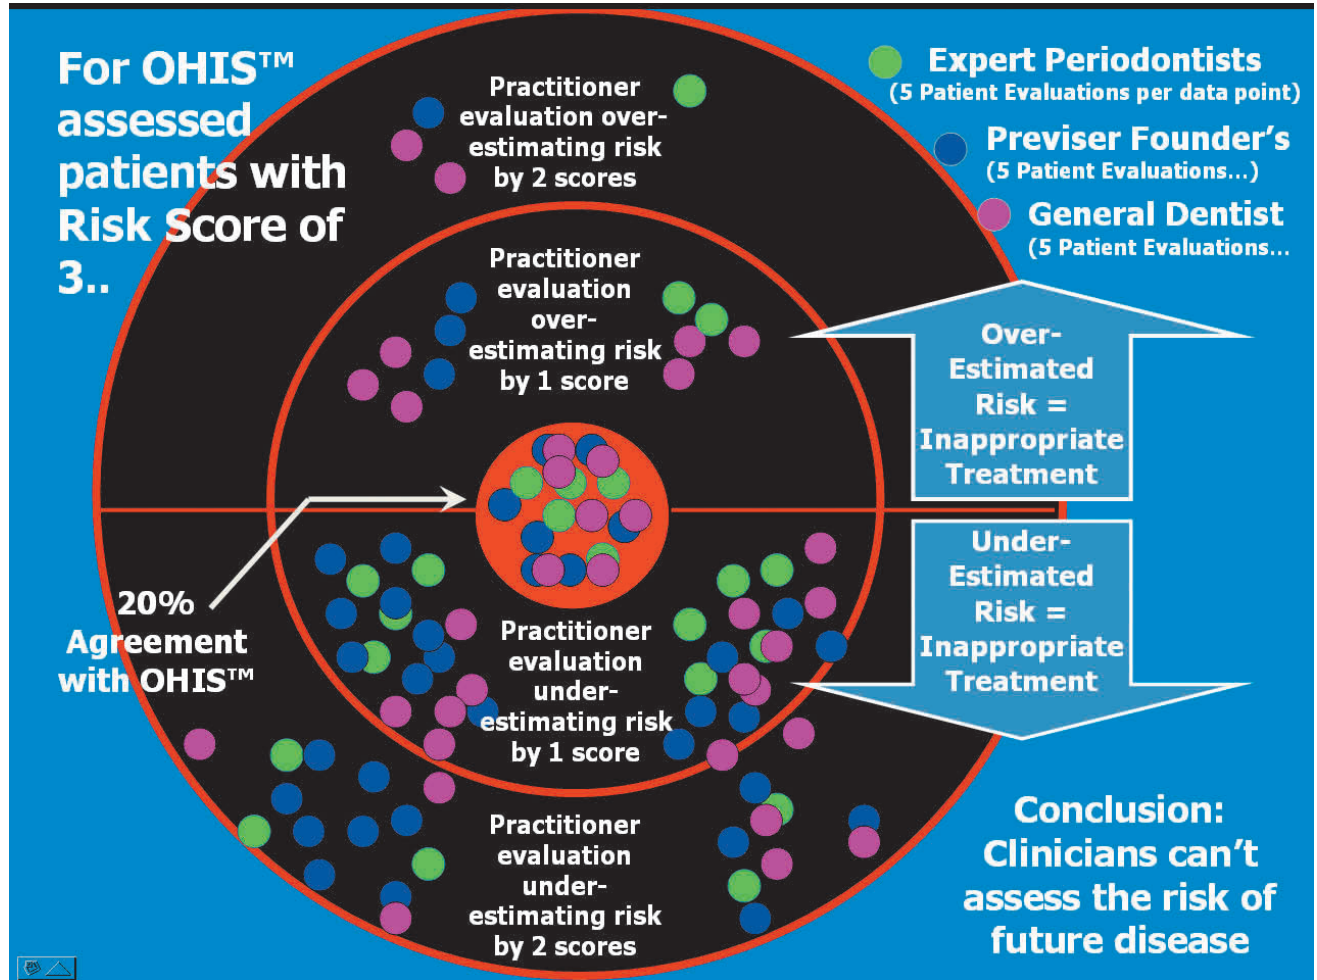 For OHIS™
assessed
patients with
Risk Score of
3..
Practitioner
evaluation over-
estimating risk
by 2 scores
Expert Periodontists
(5 Patient Evaluations per data point)
Previser Founder's
(5 Patient Evaluations...)
General Dentist
(5 Patient Evaluations...
Practitioner
evaluation
over-
estimating risk
by 1 score
Over-
Estimated
Risk =
Inappropriate
Treatment
20%
Agreement
with OHIS™
Under-
Estimated
Risk =
Inappropriate
Treatment
Practitioner
evaluation
under-
estimating risk
by 1 score
Practitioner
evaluation
under-
estimating risk
by 2 scores
Conclusion:
Clinicians can't
assess the risk of
future disease